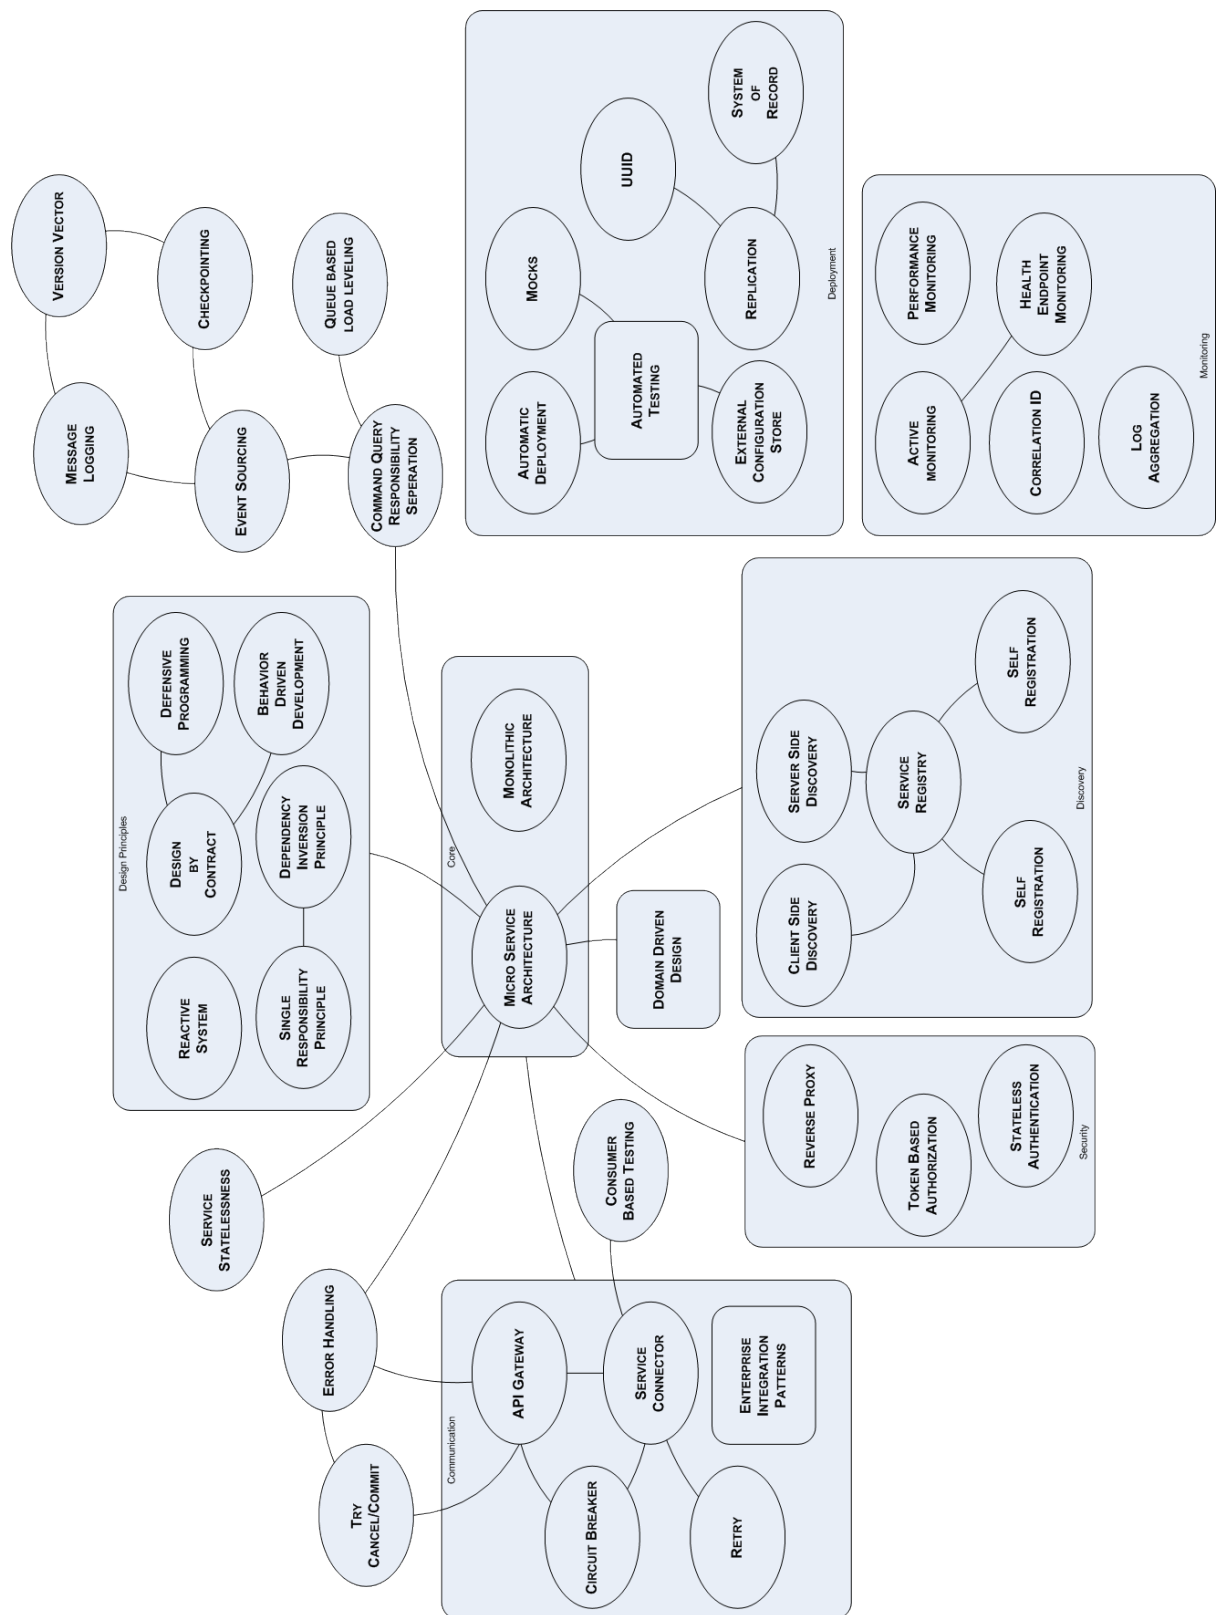 Version Vector
Message
Logging
Checkpointing
Event Sourcing
Queue based
load leveling
Command Query
Responsibility
Seperation
Design Principles
Defensive
Programming
Behavior
Driven
Development
Design
by
Contract
Dependency
Inversion
Principle
Reactive
System
Single
Responsibility
Principle
Service
Statelessness
Error Handling
Try
Cancel/Commit
Core
Monolithic
Architecture
Micro Service
Architecture
Domain Driven
Design
Communication
API Gateway
Service
Connector
Circuit Breaker
Retry
Enterprise
Integration
Patterns
Consumer
Based Testing
Reverse Proxy
Token Based
Authorization
Stateless
Authentication
Security
Client Side
Discovery
Server Side
Discovery
Service
Registry
Self
Registration
Self
Registration
Discovery
Automatic
Deployment
Mocks
UUID
System
of
Record
Automated
Testing
External
Configuration
Store
Replication
Deployment
Active
monitoring
Performance
Monitoring
Correlation ID
Health
Endpoint
Monitoring
Log
Aggregation
Monitoring